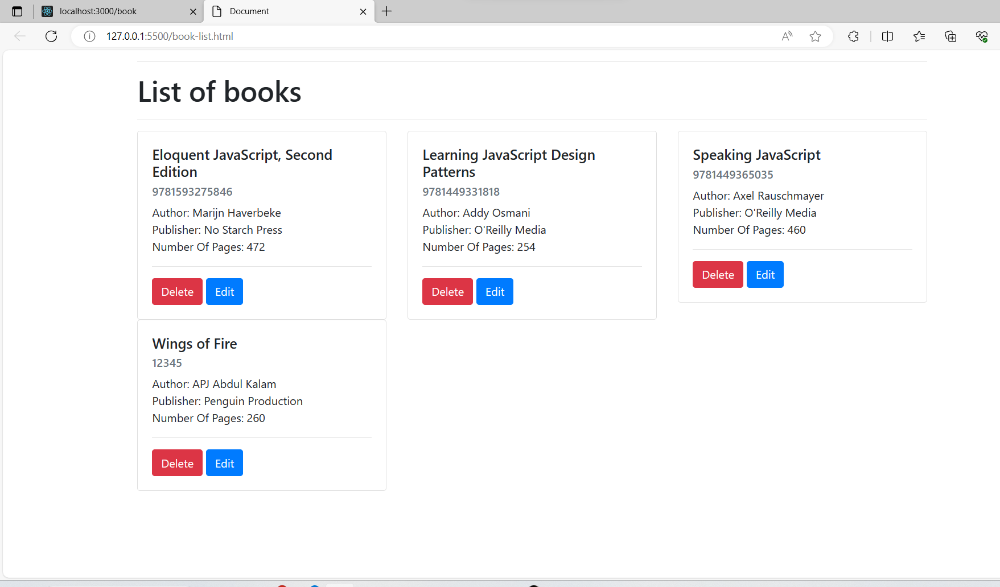 localhost:3000/book
Document
127.0.0.1:5500/book-list.html
List of books
Eloquent JavaScript, Second
Edition
9781593275846
Author: Marijn Haverbeke
Publisher: No Starch Press
Number Of Pages: 472
Delete Edit
Learning JavaScript Design
Patterns
9781449331818
Author: Addy Osmani
Publisher: O'Reilly Media
Number Of Pages: 254
Delete Edit
Speaking JavaScript
9781449365035
Author: Axel Rauschmayer
Publisher: O'Reilly Media
Number Of Pages: 460
Delete Edit
Wings of Fire
12345
Author: APJ Abdul Kalam
Publisher: Penguin Production
Number Of Pages: 260
Delete Edit